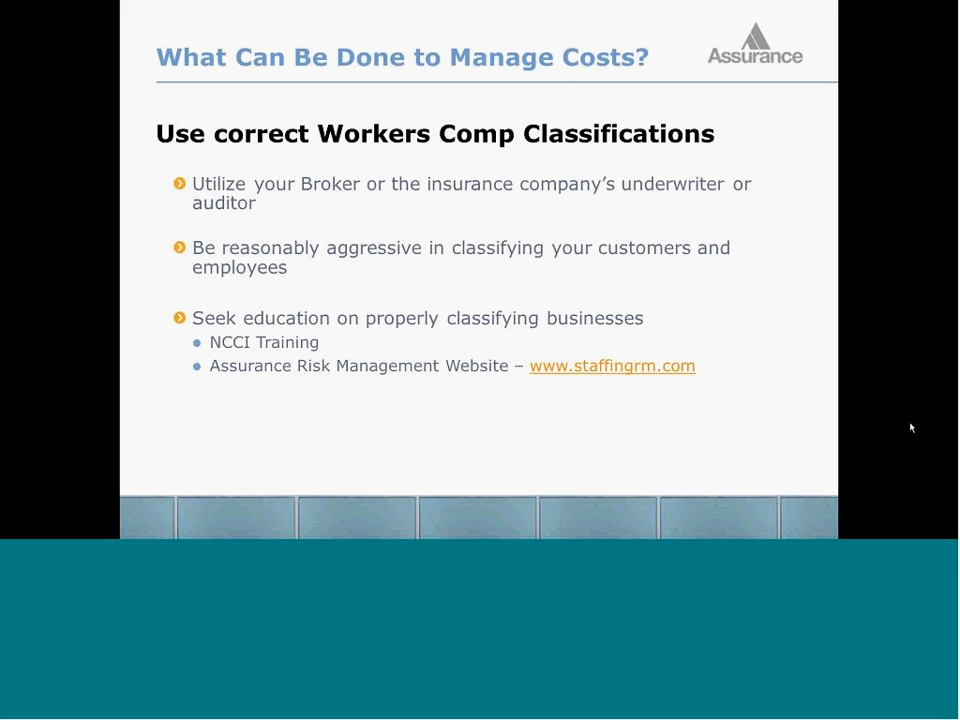 What Can Be Done to Manage Costs?
Assurance
Use correct Workers Comp Classifications
Utilize your Broker or the insurance company’s underwriter or
auditor
Be reasonably aggressive in classifying your customers and
employees
Seek education on properly classifying businesses
NCCI Training
Assurance Risk Management Website – www.staffingrm.com